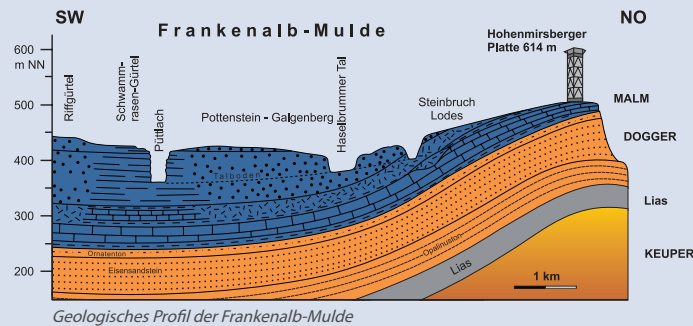 SW
Frankenalb-Mulde
NO
Hohenmirsberger
Platte 614 m
600
m NN
500
400
300
200
Riffgürtel
Schwamm-
rasen-Gürtel
Püttlach
Pottenstein - Galgenberg
Haselbrunner Tal
Steinbruch
Lodes
MALM
DOGGER
Lias
KEUPER
Talboden
Ornatenton
Eisensandstein
Opalinuston
Lias
1 km
Geologisches Profil der Frankenalb-Mulde